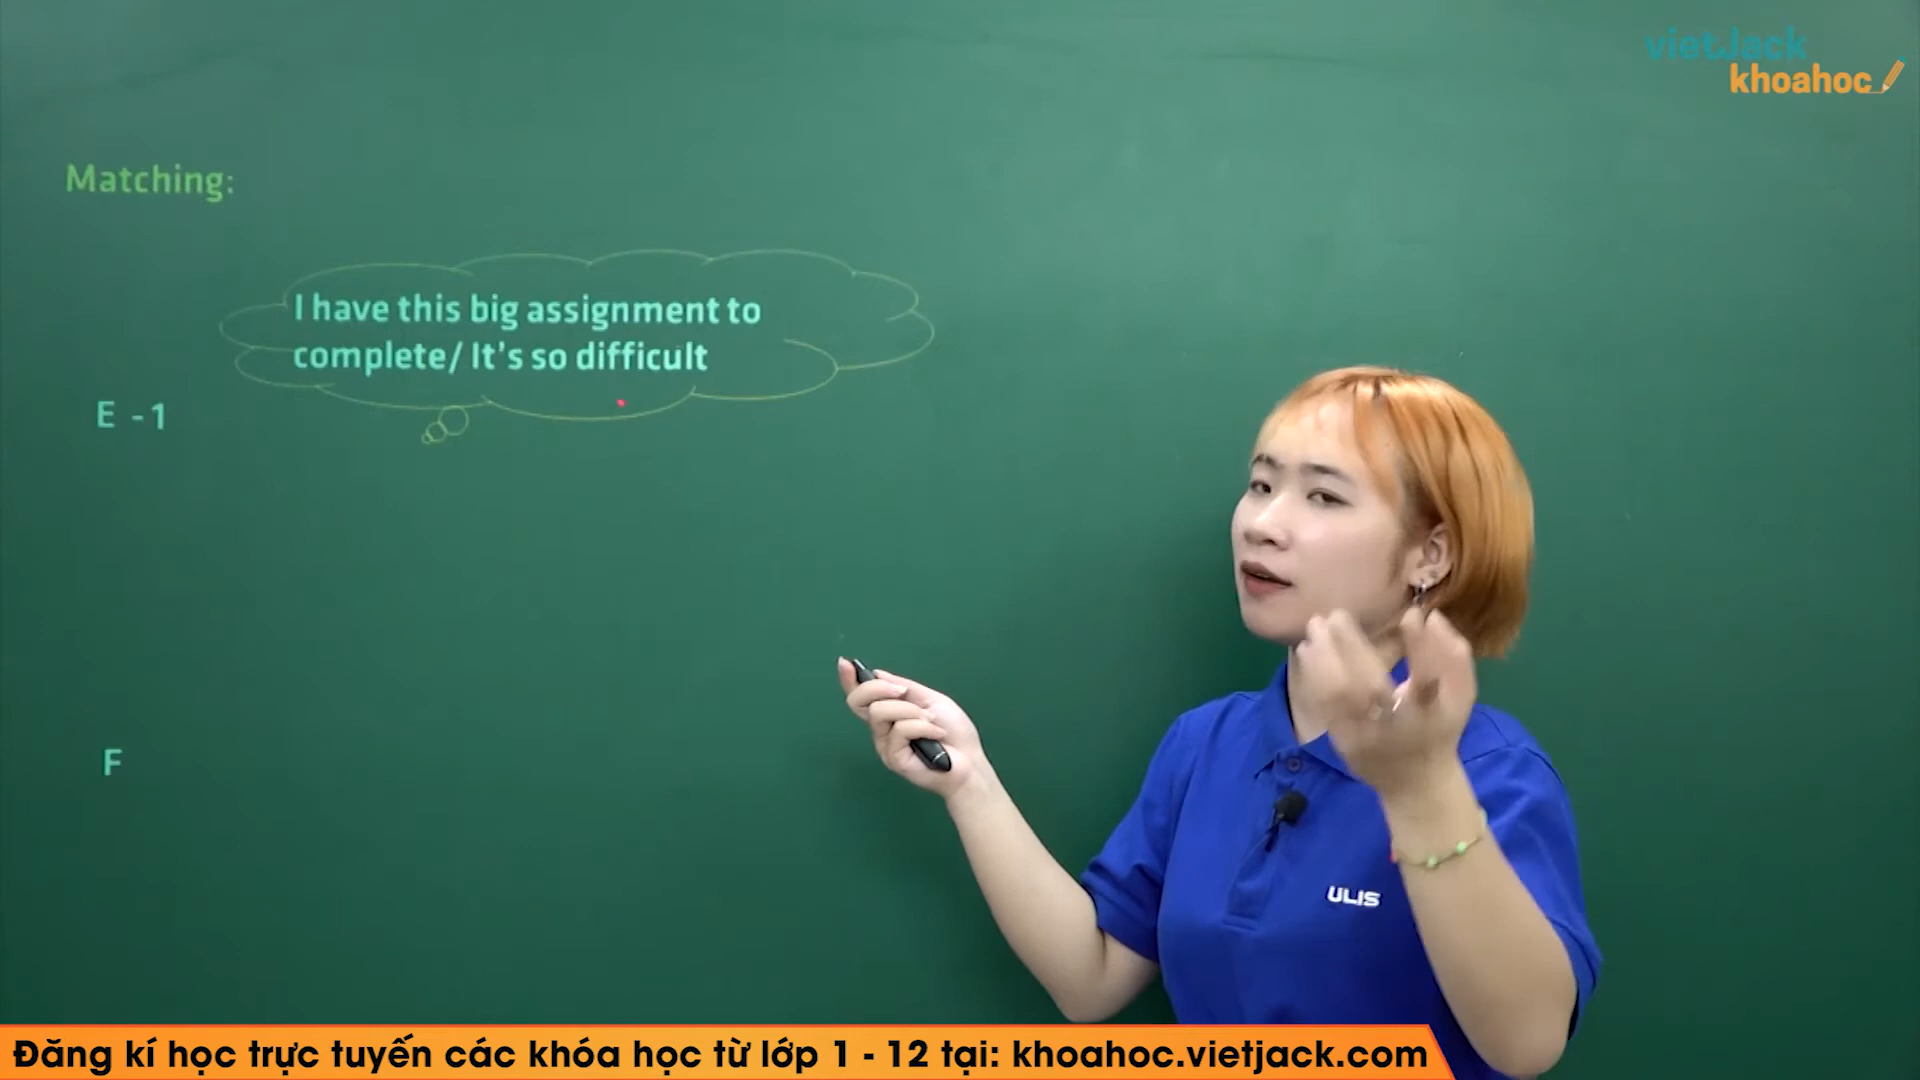 vietJack
khoahoc
Matching:
I have this big assignment to
complete/ It's so difficult
E - 1
F
ULIS
Đăng kí học trực tuyến các khóa học từ lớp 1 - 12 tại: khoahoc.vietjack.com